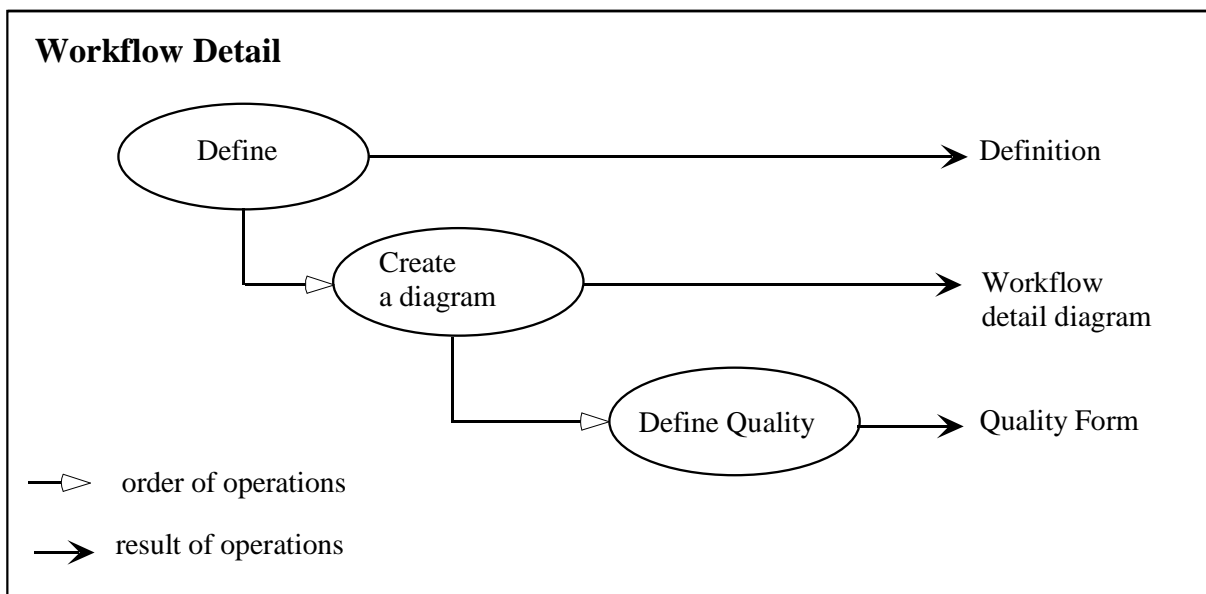 Workflow Detail
Define
Definition
Create
a diagram
Workflow
detail diagram
Define Quality
Quality Form
order of operations
result of operations